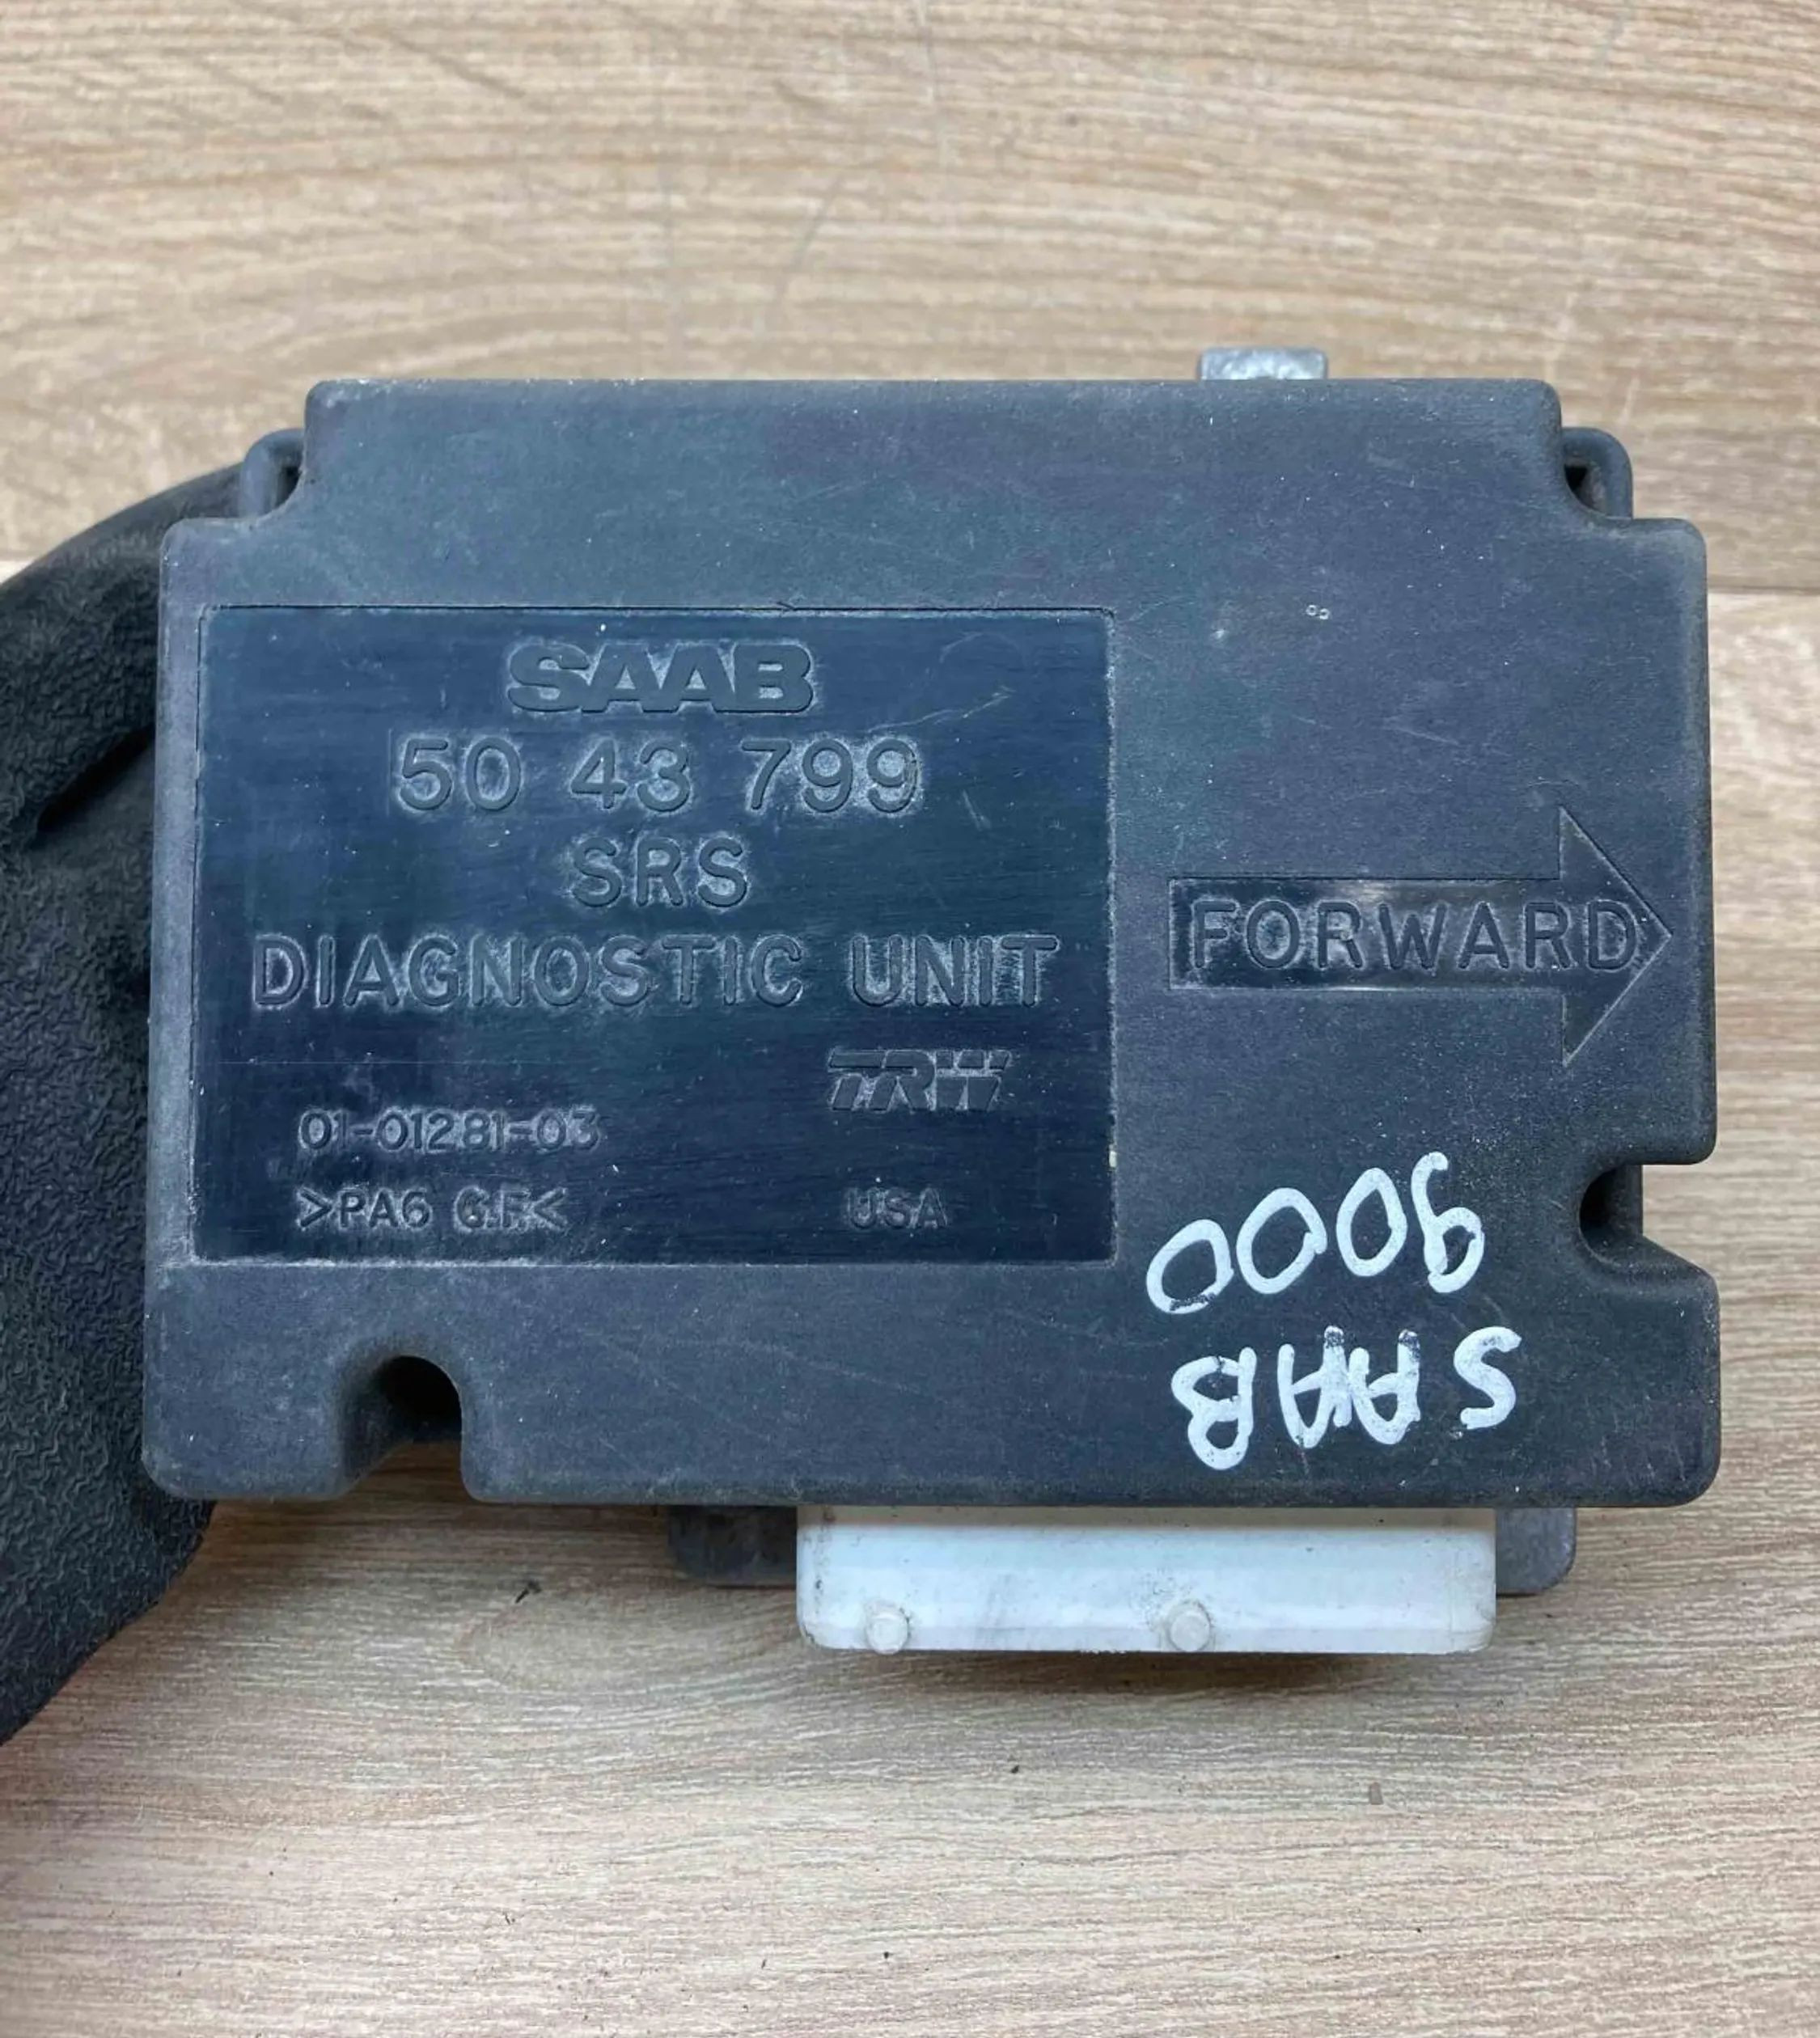 SAAB
50 43 799
SRS
DIAGNOSTIC UNIT
TRW
01-01281-03
>PA6 G.F.<
USA
FORWARD
SAAB
9000